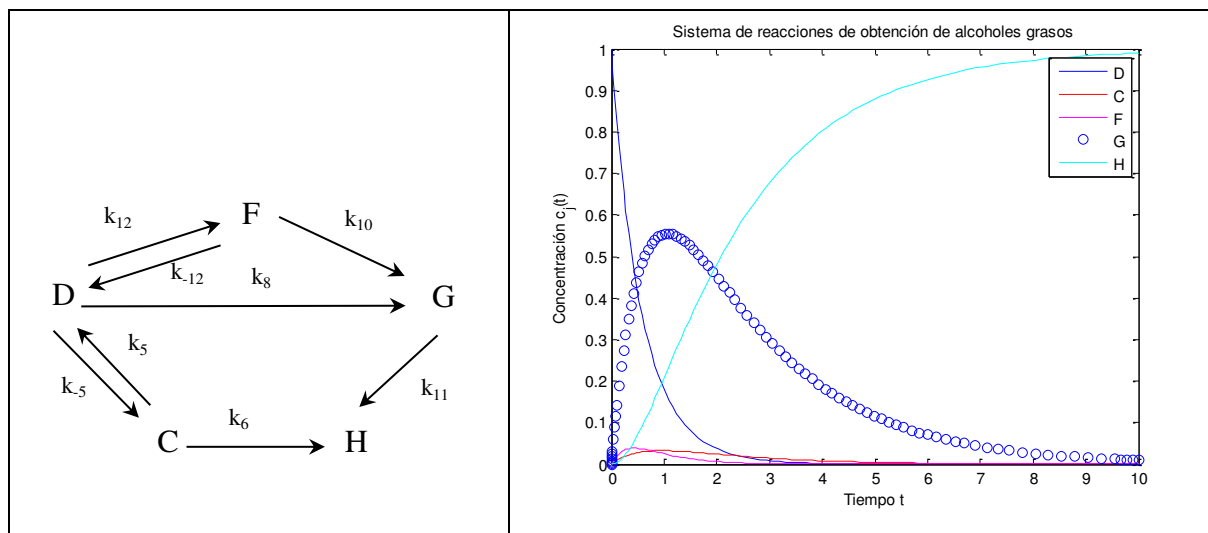 F
k12
k10
k-12
k8
D
G
k5
k-5
k11
k6
C
H
Sistema de reacciones de obtención de alcoholes grasos
Concentración cj(t)
1
0.9
0.8
0.7
0.6
0.5
0.4
0.3
0.2
0.1
0
0 1 2 3 4 5 6 7 8 9 10
Tiempo t
D
C
F
G
H